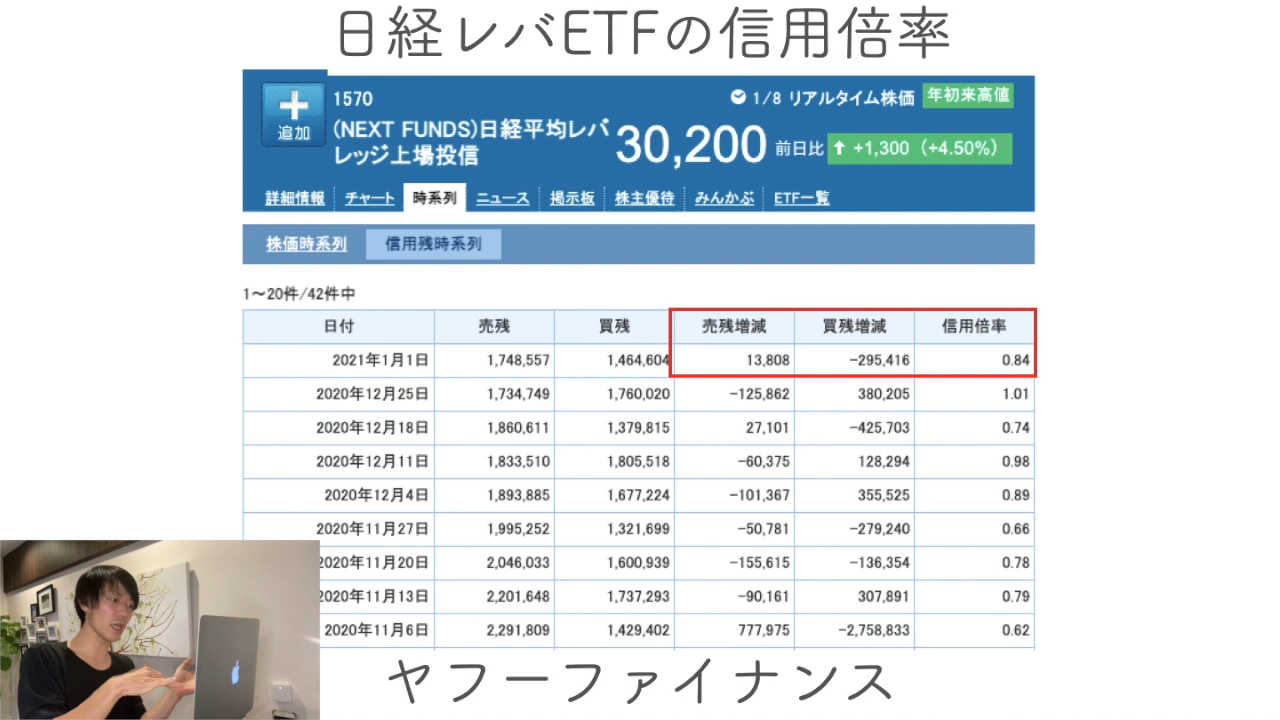 日経レバETFの信用倍率
追加
1570
(NEXT FUNDS)日経平均レバ
レッジ上場投信
1/8 リアルタイム株価 年初来高値
30,200 前日比 +1,300（+4.50%）
詳細情報 チャート 時系列 ニュース 掲示板 株主優待 みんかぶ ETF一覧
株価時系列 信用残時系列
1〜20件/42件中
日付 売残 買残 売残増減 買残増減 信用倍率
2021年1月1日 1,748,557 1,464,604 13,808 −295,416 0.84
2020年12月25日 1,734,749 1,760,020 −125,862 380,205 1.01
2020年12月18日 1,860,611 1,379,815 27,101 −425,703 0.74
2020年12月11日 1,833,510 1,805,518 −60,375 128,294 0.98
2020年12月4日 1,893,885 1,677,224 −101,367 355,525 0.89
2020年11月27日 1,995,252 1,321,699 −50,781 −279,240 0.66
2020年11月20日 2,046,033 1,600,939 −155,615 −136,354 0.78
2020年11月13日 2,201,648 1,737,293 −90,161 307,891 0.79
2020年11月6日 2,291,809 1,429,402 777,975 −2,758,833 0.62
ヤフーファイナンス